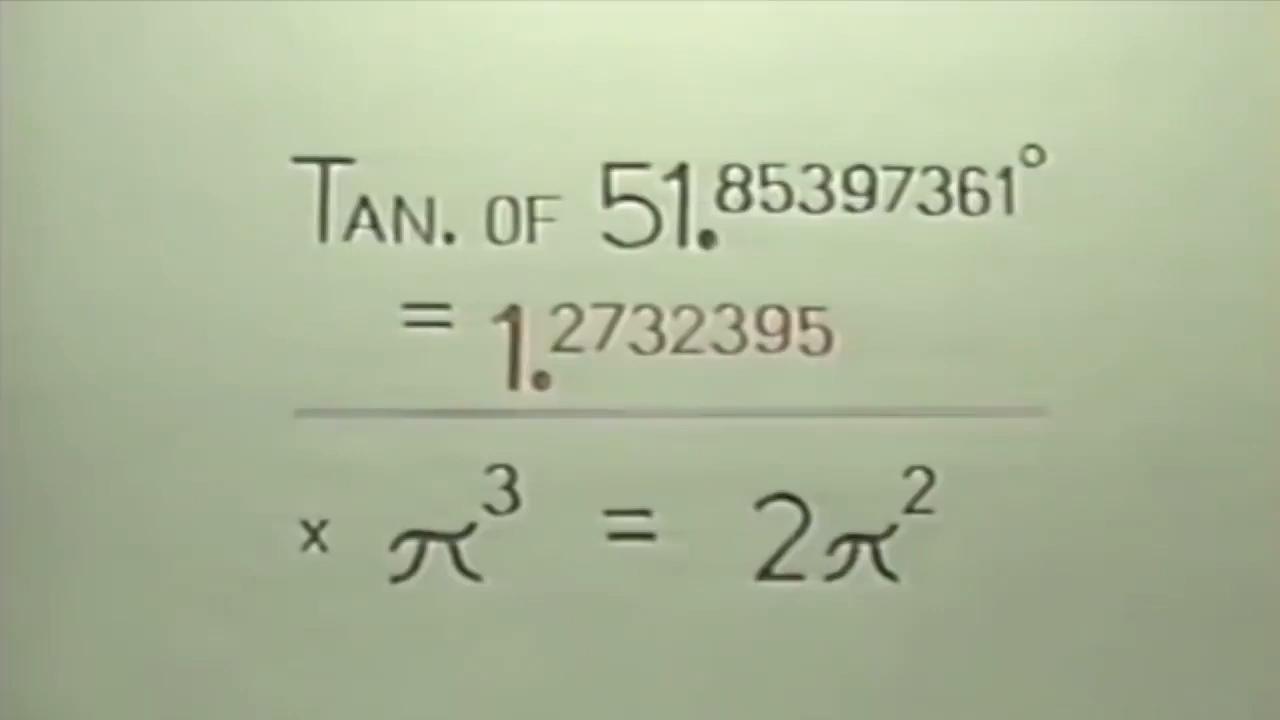 TAN. OF 51.85397361°
= 1.2732395
x π³ = 2π²